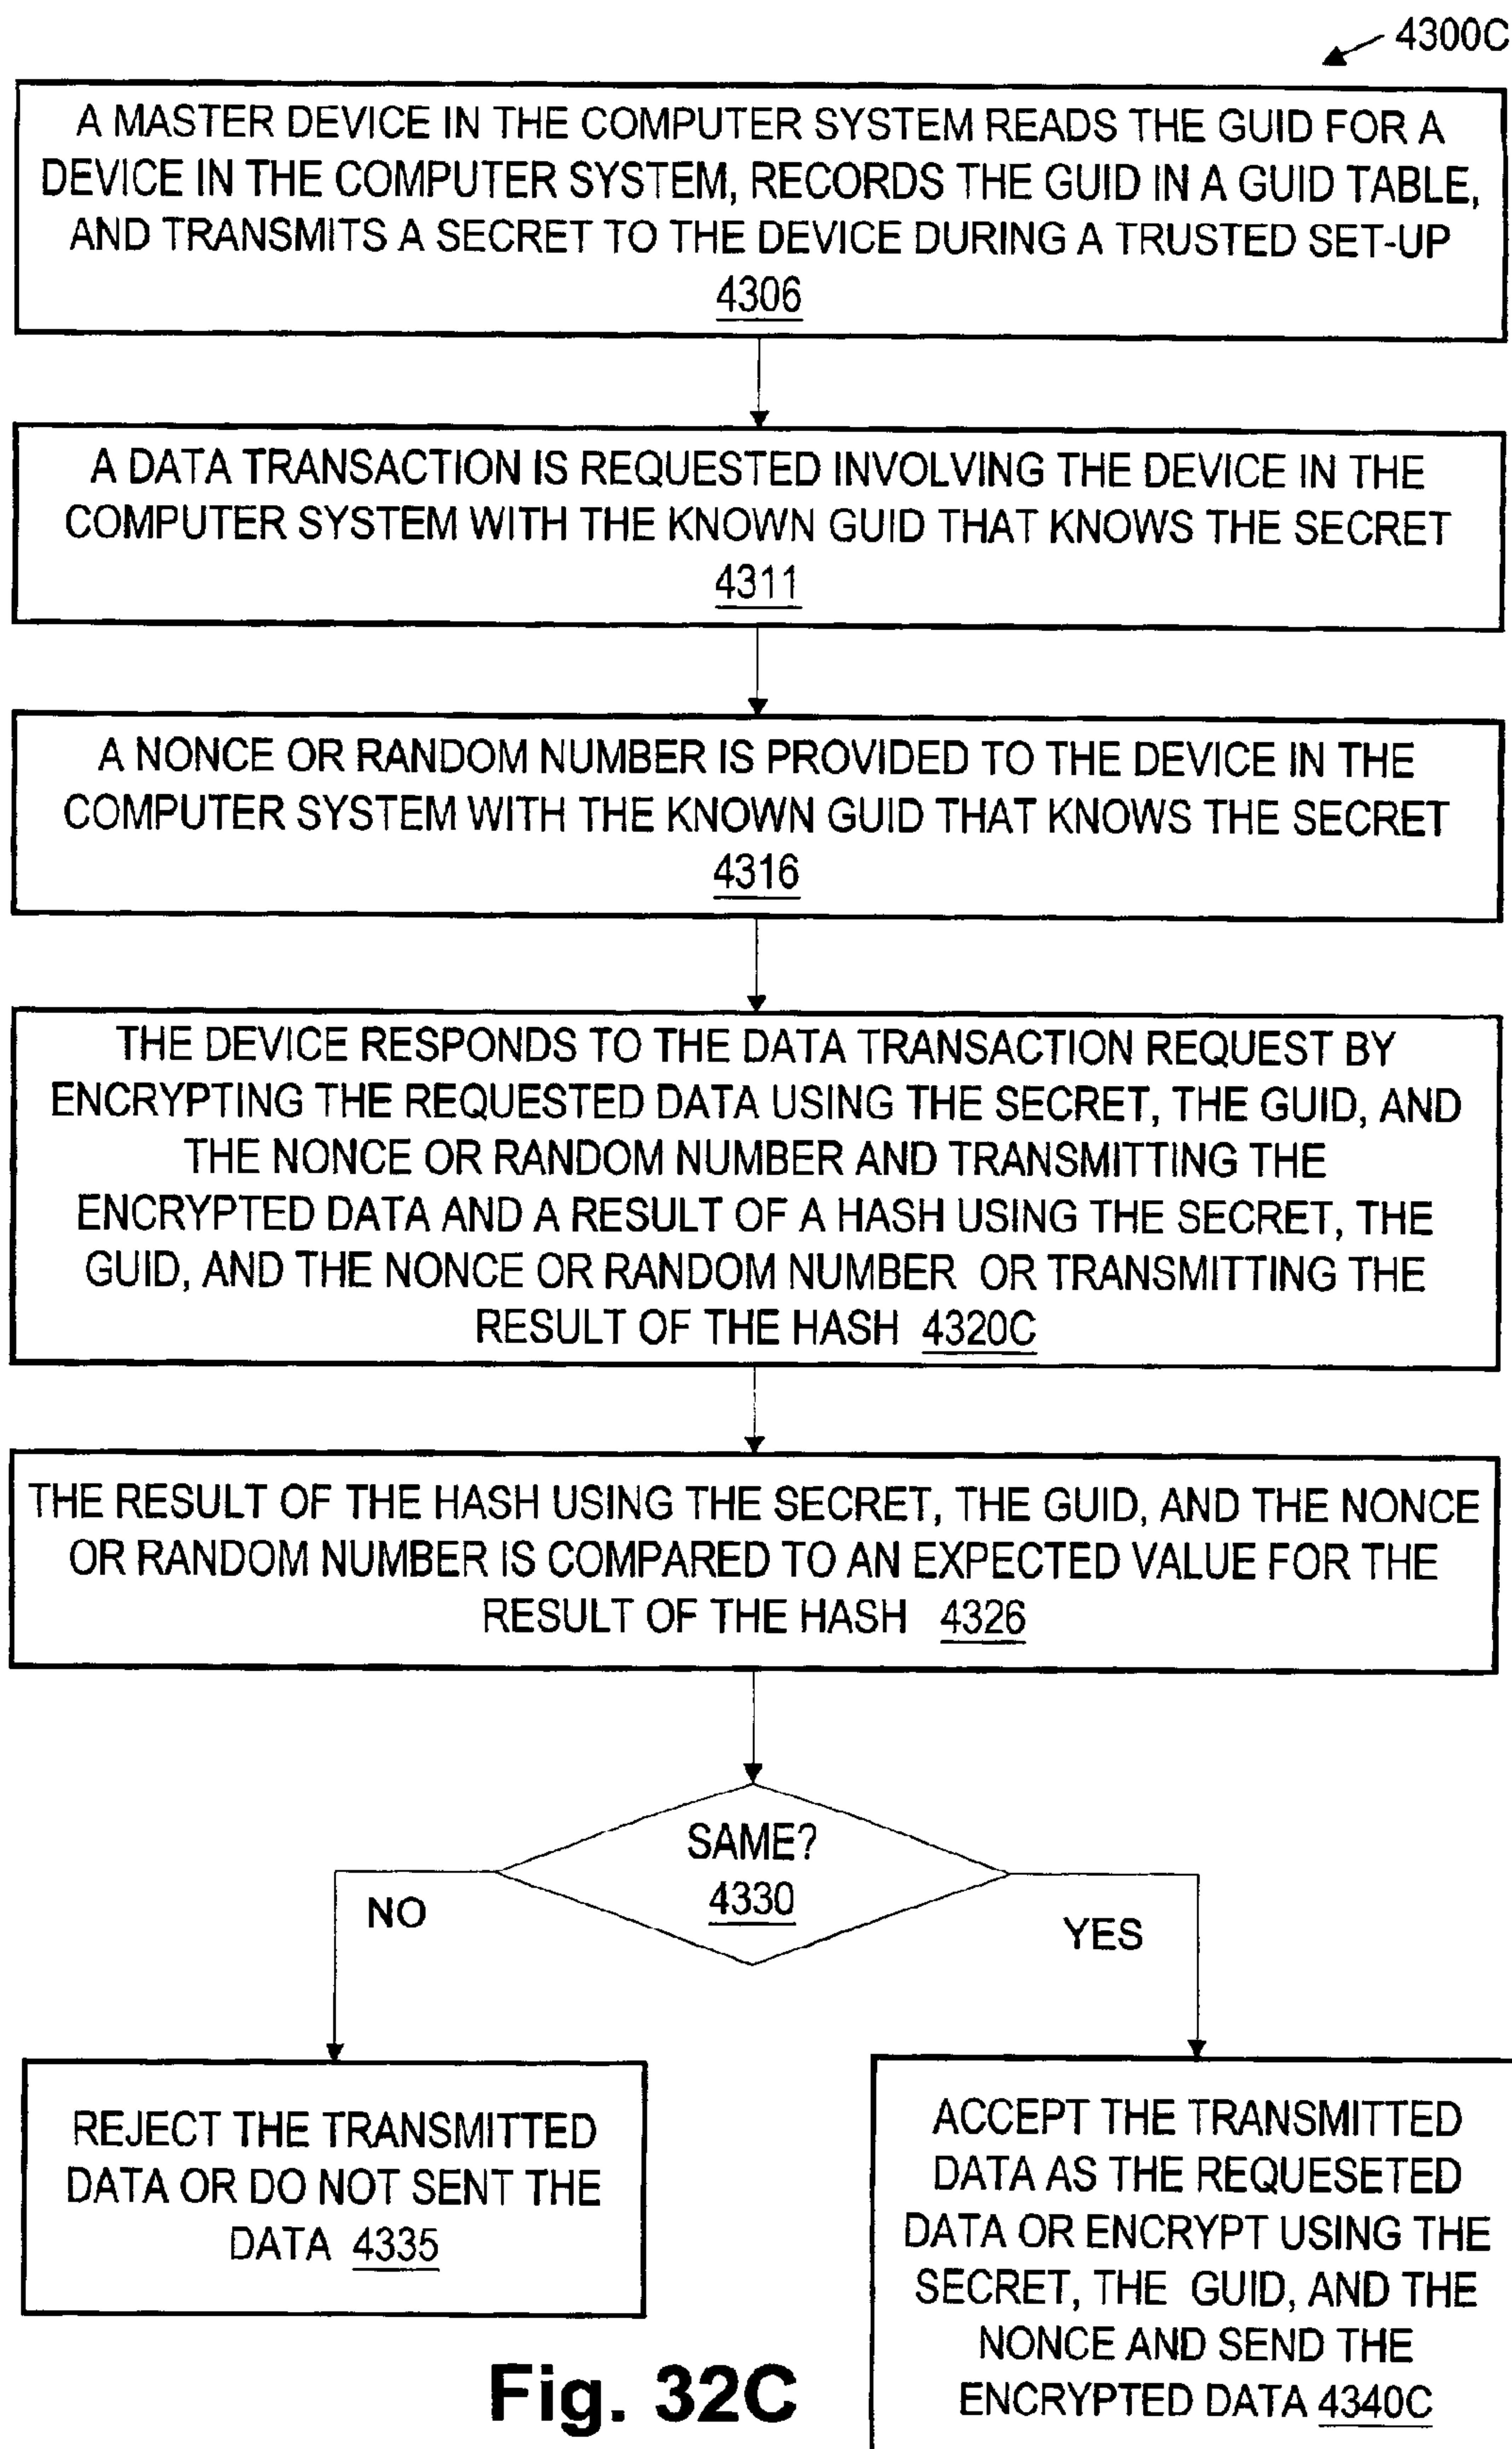 4300C
A MASTER DEVICE IN THE COMPUTER SYSTEM READS THE GUID FOR A
DEVICE IN THE COMPUTER SYSTEM, RECORDS THE GUID IN A GUID TABLE,
AND TRANSMITS A SECRET TO THE DEVICE DURING A TRUSTED SET-UP
4306
A DATA TRANSACTION IS REQUESTED INVOLVING THE DEVICE IN THE
COMPUTER SYSTEM WITH THE KNOWN GUID THAT KNOWS THE SECRET
4311
A NONCE OR RANDOM NUMBER IS PROVIDED TO THE DEVICE IN THE
COMPUTER SYSTEM WITH THE KNOWN GUID THAT KNOWS THE SECRET
4316
THE DEVICE RESPONDS TO THE DATA TRANSACTION REQUEST BY
ENCRYPTING THE REQUESTED DATA USING THE SECRET, THE GUID, AND
THE NONCE OR RANDOM NUMBER AND TRANSMITTING THE
ENCRYPTED DATA AND A RESULT OF A HASH USING THE SECRET, THE
GUID, AND THE NONCE OR RANDOM NUMBER OR TRANSMITTING THE
RESULT OF THE HASH 4320C
THE RESULT OF THE HASH USING THE SECRET, THE GUID, AND THE NONCE
OR RANDOM NUMBER IS COMPARED TO AN EXPECTED VALUE FOR THE
RESULT OF THE HASH 4326
SAME?
4330
NO
YES
REJECT THE TRANSMITTED
DATA OR DO NOT SENT THE
DATA 4335
ACCEPT THE TRANSMITTED
DATA AS THE REQUESETED
DATA OR ENCRYPT USING THE
SECRET, THE GUID, AND THE
NONCE AND SEND THE
ENCRYPTED DATA 4340C
Fig. 32C